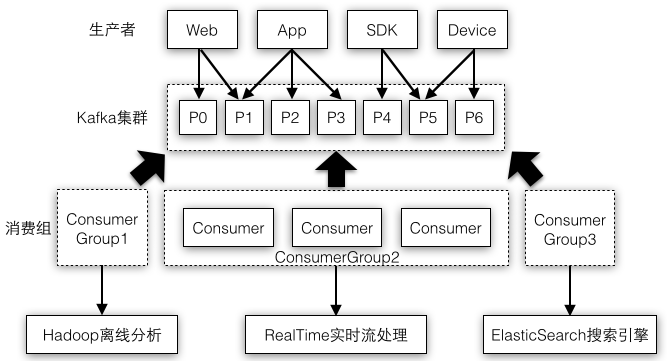 生产者
Web
App
SDK
Device
Kafka集群
P0
P1
P2
P3
P4
P5
P6
消费组
Consumer
Group1
Consumer
Consumer
Consumer
ConsumerGroup2
Consumer
Group3
Hadoop离线分析
RealTime实时流处理
ElasticSearch搜索引擎